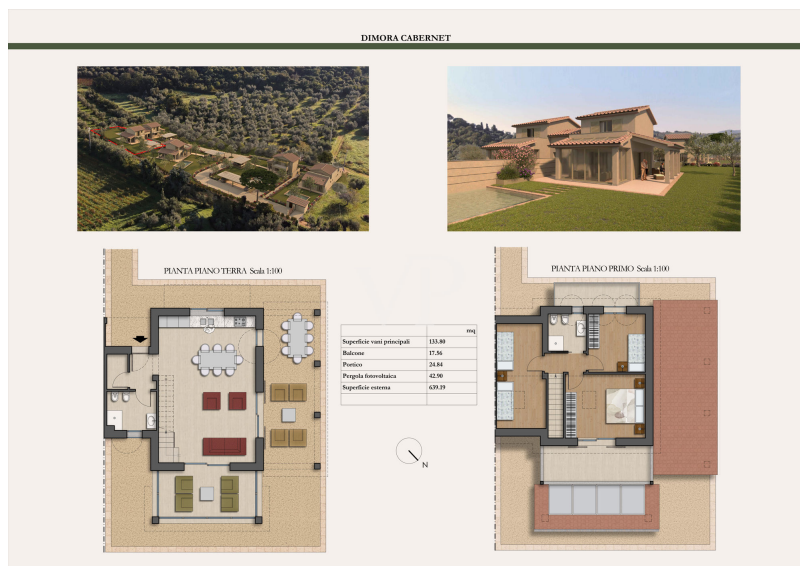 DIMORA CABERNET
PIANTA PIANO TERRA Scala 1:100
PIANTA PIANO PRIMO Scala 1:100
mq
Superficie vani principali 133.80
Balcone 17.56
Portico 24.84
Pergola fotovoltaica 42.90
Superficie esterna 639.19
N
VP